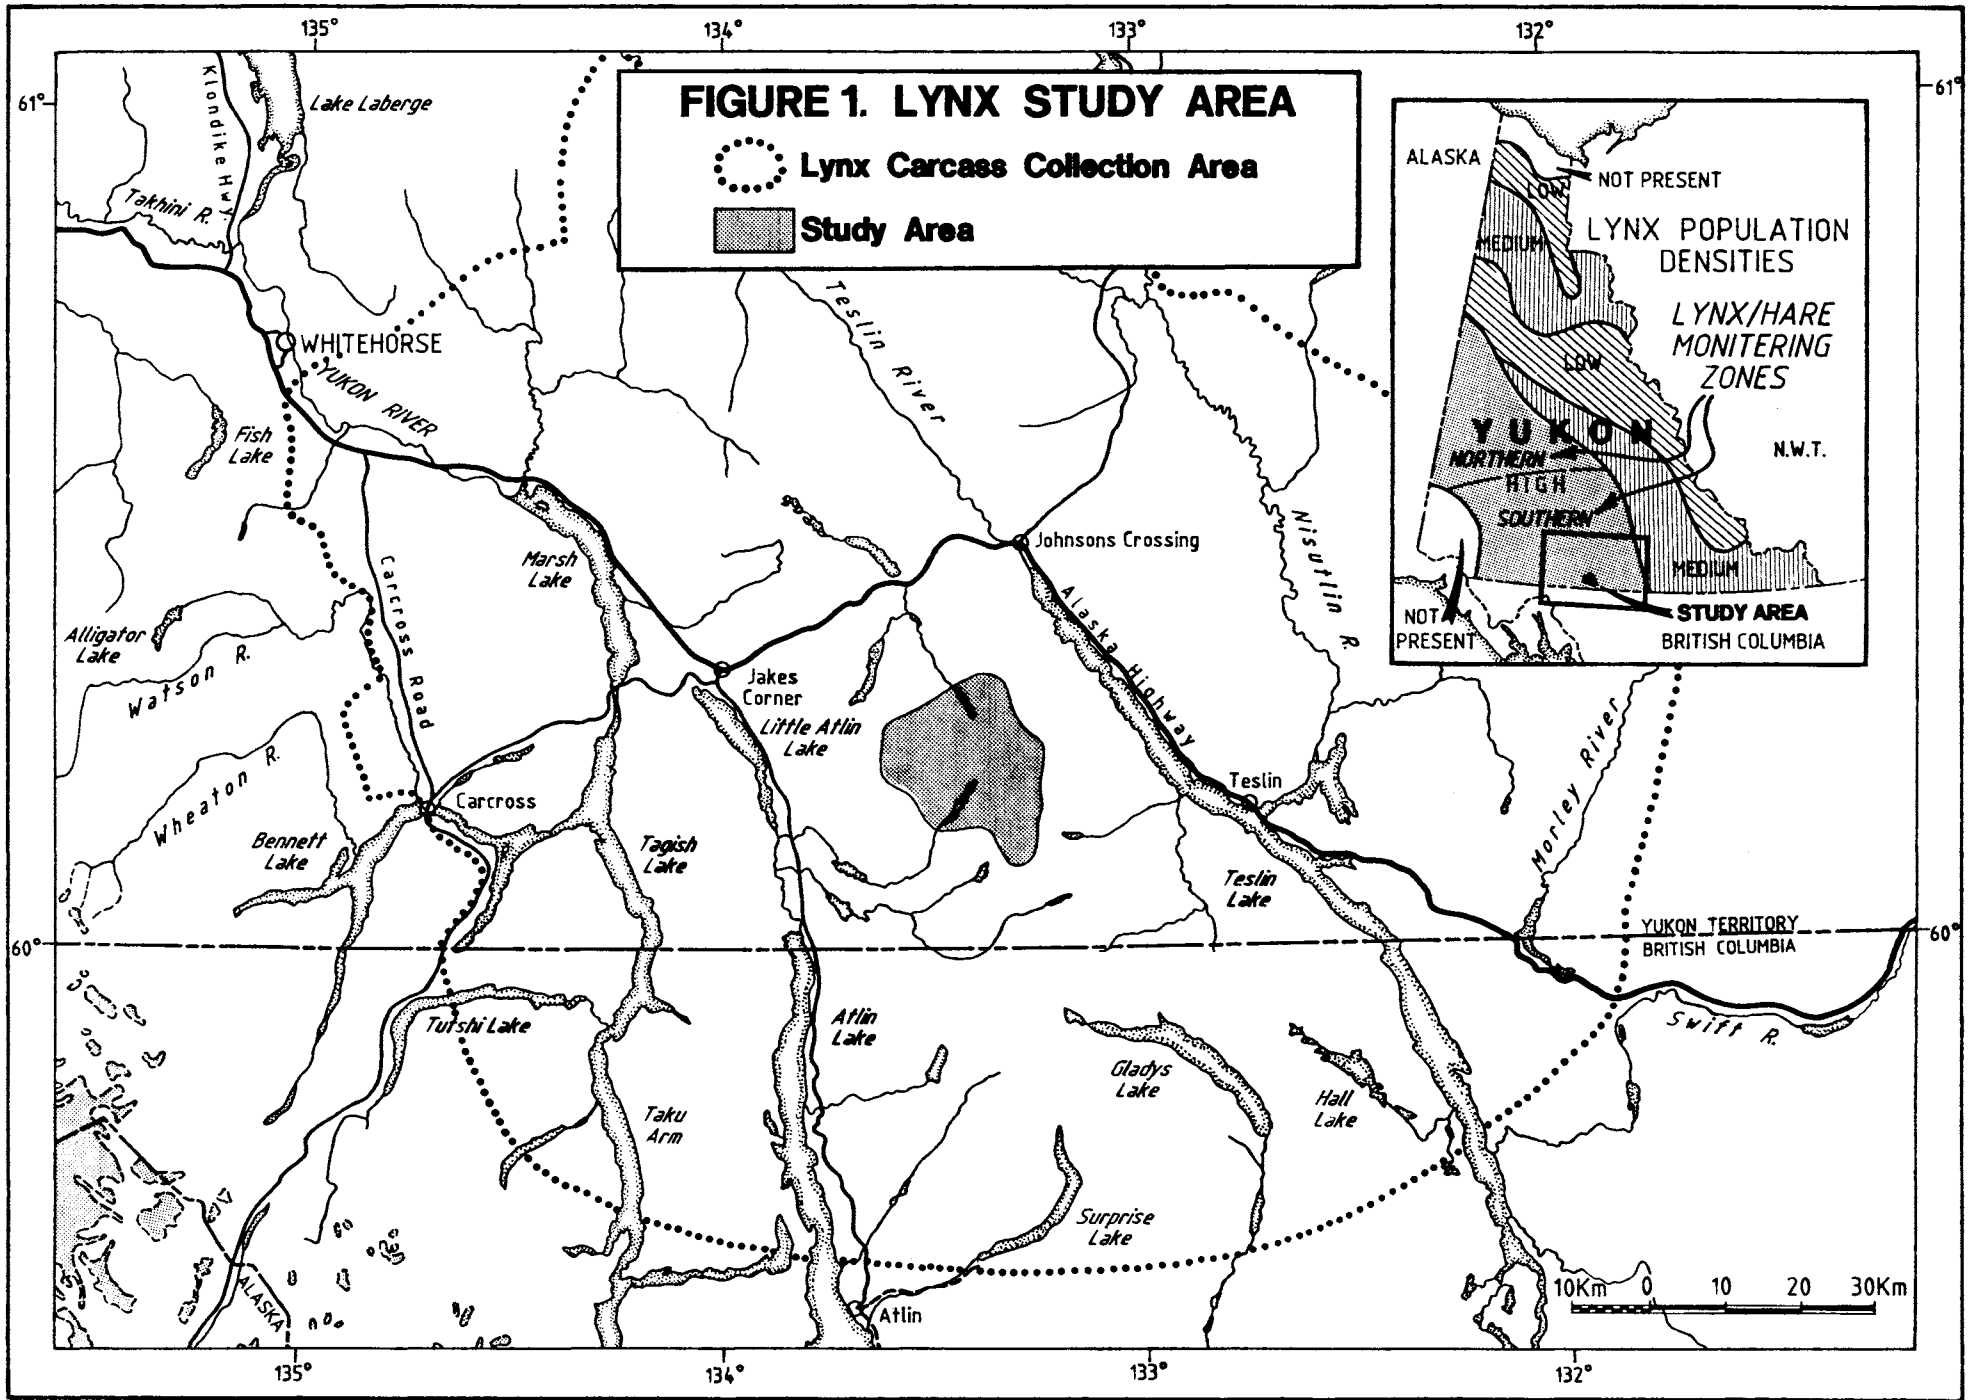 135°
134°
133°
132°
61°
61°
FIGURE 1. LYNX STUDY AREA
Lynx Carcass Collection Area
Study Area
Klondike Hwy.
Lake Laberge
Takhini R.
WHITEHORSE
YUKON RIVER
Fish
Lake
Teslin River
Marsh
Lake
Johnsons Crossing
Nisutlin R.
Alaska Highway
Carcross Road
Alligator
Lake
Watson R.
Jakes
Corner
Little Atlin
Lake
Wheaton R.
Carcross
Teslin
Morley River
Bennett
Lake
Tagish
Lake
Teslin
Lake
60°
YUKON TERRITORY
BRITISH COLUMBIA
60°
Tutshi Lake
Atlin
Lake
Swift R.
Gladys
Lake
Hall
Lake
Taku
Arm
Surprise
Lake
ALASKA
Atlin
10Km 0 10 20 30Km
135°
134°
133°
132°
ALASKA
NOT PRESENT
LOW
LYNX POPULATION
DENSITIES
MEDIUM
LYNX/HARE
MONITERING
ZONES
LOW
YUKON
NORTHERN
HIGH
SOUTHERN
N.W.T.
MEDIUM
STUDY AREA
NOT
PRESENT
BRITISH COLUMBIA